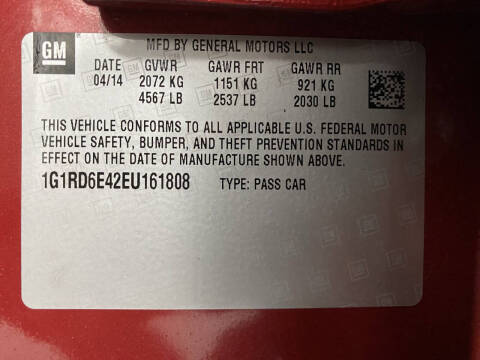 GM
MFD BY GENERAL MOTORS LLC
DATE GVWR GAWR FRT GAWR RR
04/14 2072 KG 1151 KG 921 KG
4567 LB 2537 LB 2030 LB
THIS VEHICLE CONFORMS TO ALL APPLICABLE U.S. FEDERAL MOTOR
VEHICLE SAFETY, BUMPER, AND THEFT PREVENTION STANDARDS IN
EFFECT ON THE DATE OF MANUFACTURE SHOWN ABOVE.
1G1RD6E42EU161808 TYPE: PASS CAR